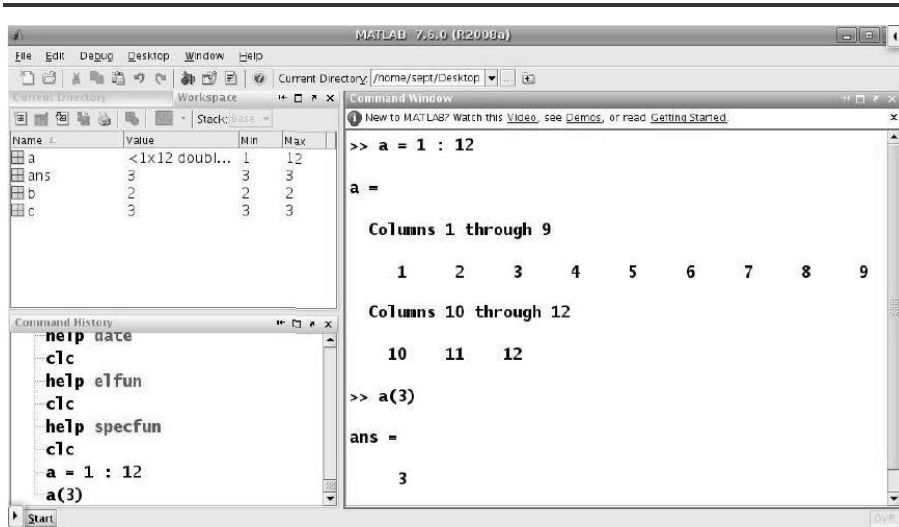 MATLAB 7.6.0 (R2008a)
File Edit Debug Desktop Window Help
Current Directory: /home/sept/Desktop
Current Directory Workspace
Stack: Base
Name Value Min Max
a <1x12 doubl... 1 12
ans 3 3 3
b 2 2 2
c 3 3 3
Command History
help date
clc
help elfun
clc
help specfun
clc
a = 1 : 12
a(3)
Command Window
New to MATLAB? Watch this Video, see Demos, or read Getting Started.
>> a = 1 : 12
a =
Columns 1 through 9
1 2 3 4 5 6 7 8 9
Columns 10 through 12
10 11 12
>> a(3)
ans =
3
Start
OVR